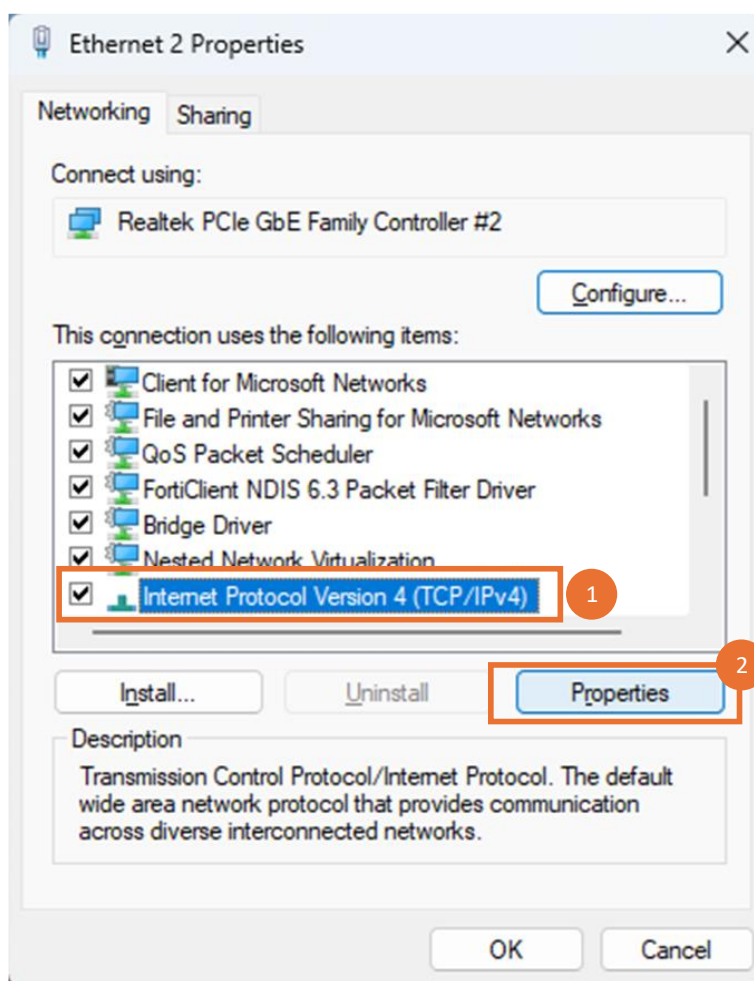 Ethernet 2 Properties
Networking
Sharing
Connect using:
Realtek PCIe GbE Family Controller #2
Configure...
This connection uses the following items:
Client for Microsoft Networks
File and Printer Sharing for Microsoft Networks
QoS Packet Scheduler
FortiClient NDIS 6.3 Packet Filter Driver
Bridge Driver
Nested Network Virtualization
Internet Protocol Version 4 (TCP/IPv4)
1
2
Install...
Uninstall
Properties
Description
Transmission Control Protocol/Internet Protocol. The default
wide area network protocol that provides communication
across diverse interconnected networks.
OK
Cancel